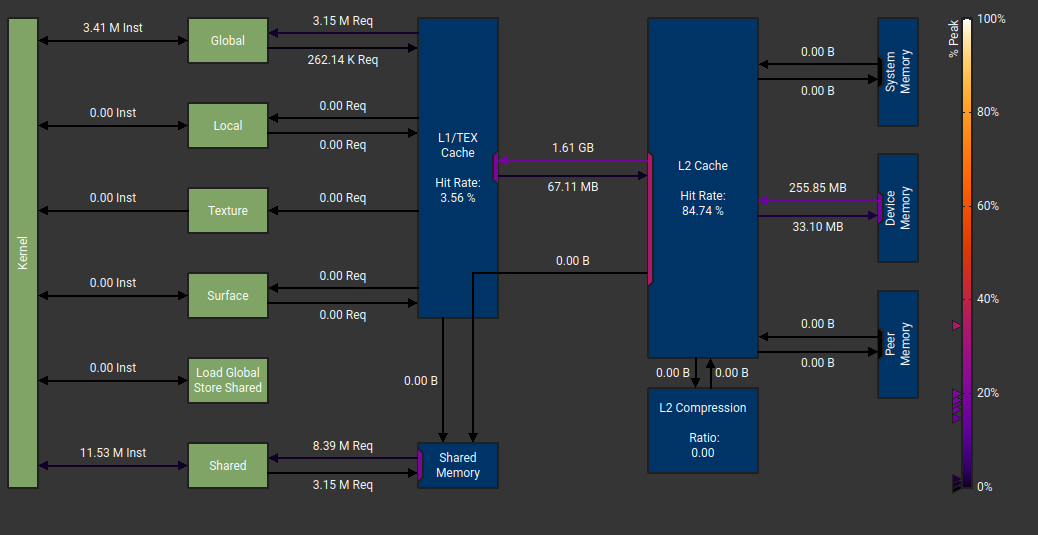 Kernel
3.41 M Inst
Global
3.15 M Req
262.14 K Req
0.00 Inst
Local
0.00 Req
0.00 Req
0.00 Inst
Texture
0.00 Req
0.00 Inst
Surface
0.00 Req
0.00 Req
0.00 Inst
Load Global
Store Shared
11.53 M Inst
Shared
8.39 M Req
3.15 M Req
L1/TEX
Cache
Hit Rate:
3.56 %
0.00 B
Shared
Memory
1.61 GB
67.11 MB
0.00 B
L2 Cache
Hit Rate:
84.74 %
0.00 B
0.00 B
L2 Compression
Ratio:
0.00
0.00 B
0.00 B
System
Memory
255.85 MB
33.10 MB
Device
Memory
0.00 B
0.00 B
Peer
Memory
% Peak
100%
80%
60%
40%
20%
0%